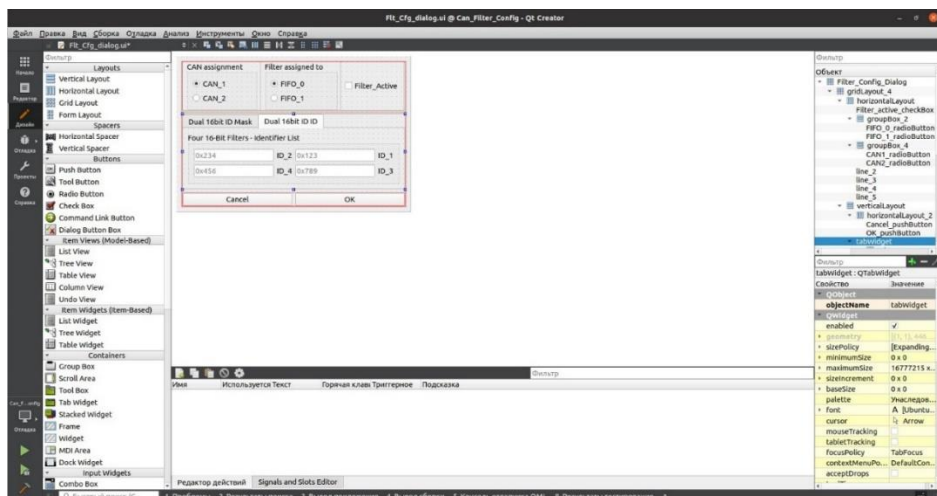 Flt_Cfg_dialog.ui @ Can_Filter_Config - Qt Creator
Файл Правка Вид Сборка Отладка Анализ Инструменты Окно Справка
Flt_Cfg_dialog.ui*
Начало
Редактор
Дизайн
Отладка
Проекты
Справка
Отладка
Фильтр
Layouts
Vertical Layout
Horizontal Layout
Grid Layout
Form Layout
Spacers
Horizontal Spacer
Vertical Spacer
Buttons
Push Button
Tool Button
Radio Button
Check Box
Command Link Button
Dialog Button Box
Item Views (Model-Based)
List View
Tree View
Table View
Column View
Undo View
Item Widgets (Item-Based)
List Widget
Tree Widget
Table Widget
Containers
Group Box
Scroll Area
Tool Box
Tab Widget
Stacked Widget
Frame
Widget
MDI Area
Dock Widget
Input Widgets
Combo Box
CAN assignment Filter assigned to
CAN_1 FIFO_0 Filter_Active
CAN_2 FIFO_1
Dual 16bit ID Mask Dual 16bit ID ID
Four 16-Bit Filters - Identifier List
0x234 ID_2 0x123 ID_1
0x456 ID_4 0x789 ID_3
Cancel OK
Фильтр
Имя Используется Текст Горячая клави Триггерное Подсказка
Редактор действий Signals and Slots Editor
Фильтр
Объект
Filter_Config_Dialog
gridLayout_4
horizontalLayout
Filter_active_checkBox
groupBox_2
FIFO_0_radioButton
FIFO_1_radioButton
groupBox_4
CAN1_radioButton
CAN2_radioButton
line_2
line_3
line_4
line_5
verticalLayout
horizontalLayout_2
Cancel_pushButton
OK_pushButton
tabWidget
Фильтр
tabWidget : QTabWidget
Свойство Значение
QObject
objectName tabWidget
QWidget
enabled
geometry
sizePolicy [Expanding...
minimumSize 0 x 0
maximumSize 16777215 x...
sizeIncrement 0 x 0
baseSize 0 x 0
palette Унаследов...
font A [Ubuntu...
cursor Arrow
mouseTracking
tabletTracking
focusPolicy TabFocus
contextMenuPo... DefaultCon...
acceptDrops